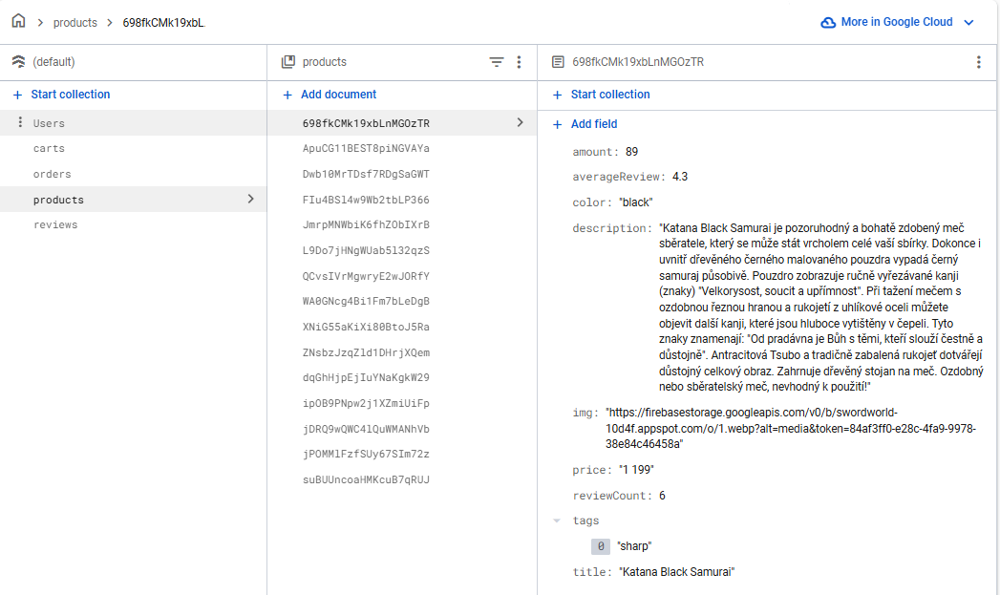 products
698fkCMk19xbL.
More in Google Cloud
(default)
products
698fkCMk19xbLnMGOzTR
Start collection
Add document
Start collection
Users
carts
orders
products
reviews
698fkCMk19xbLnMGOzTR
ApuCG11BEST8piNGVAYa
Dwb10MrTDsf7RDgSaGWT
FIu4BSl4w9Wb2tbLP366
JmrpMNWbiK6fhZObIXrB
L9Do7jHNgWUab5l32qzS
QCvsIVrMgwryE2wJORfY
WA0GNcg4Bi1Fm7bLeDgB
XNiG55aKiXi80BtoJ5Ra
ZNsbzJzqZld1DHrjXQem
dqGhHjpEjIuYNaKgkW29
ipOB9PNpw2j1XZmiUiFp
jDRQ9wQWC4lQuWMANhVb
jPOMMlFzfSUy67SIm72z
suBUUncoaHMKcuB7qRUJ
Add field
amount: 89
averageReview: 4.3
color: "black"
description: "Katana Black Samurai je pozoruhodný a bohatě zdobený meč
sběratele, který se může stát vrcholem celé vaší sbírky. Dokonce i
uvnitř dřevěného černého malovaného pouzdra vypadá černý
samuraj působivě. Pouzdro zobrazuje ručně vyřezávané kanji
(znaky) "Velkorysost, soucit a upřímnost". Při tažení mečem s
ozdobnou řeznou hranou a rukojetí z uhlíkové oceli můžete
objevit další kanji, které jsou hluboce vytištěny v čepeli. Tyto
znaky znamenají: "Od pradávna je Bůh s těmi, kteří slouží čestně a
důstojně". Antracitová Tsubo a tradičně zabalená rukojeť dotvářejí
důstojný celkový obraz. Zahrnuje dřevěný stojan na meč. Ozdobný
nebo sběratelský meč, nevhodný k použití!"
img: "https://firebasestorage.googleapis.com/v0/b/swordworld-
10d4f.appspot.com/o/1.webp?alt=media&token=84af3ff0-e28c-4fa9-9978-
38e84c46458a"
price: "1 199"
reviewCount: 6
tags
0 "sharp"
title: "Katana Black Samurai"